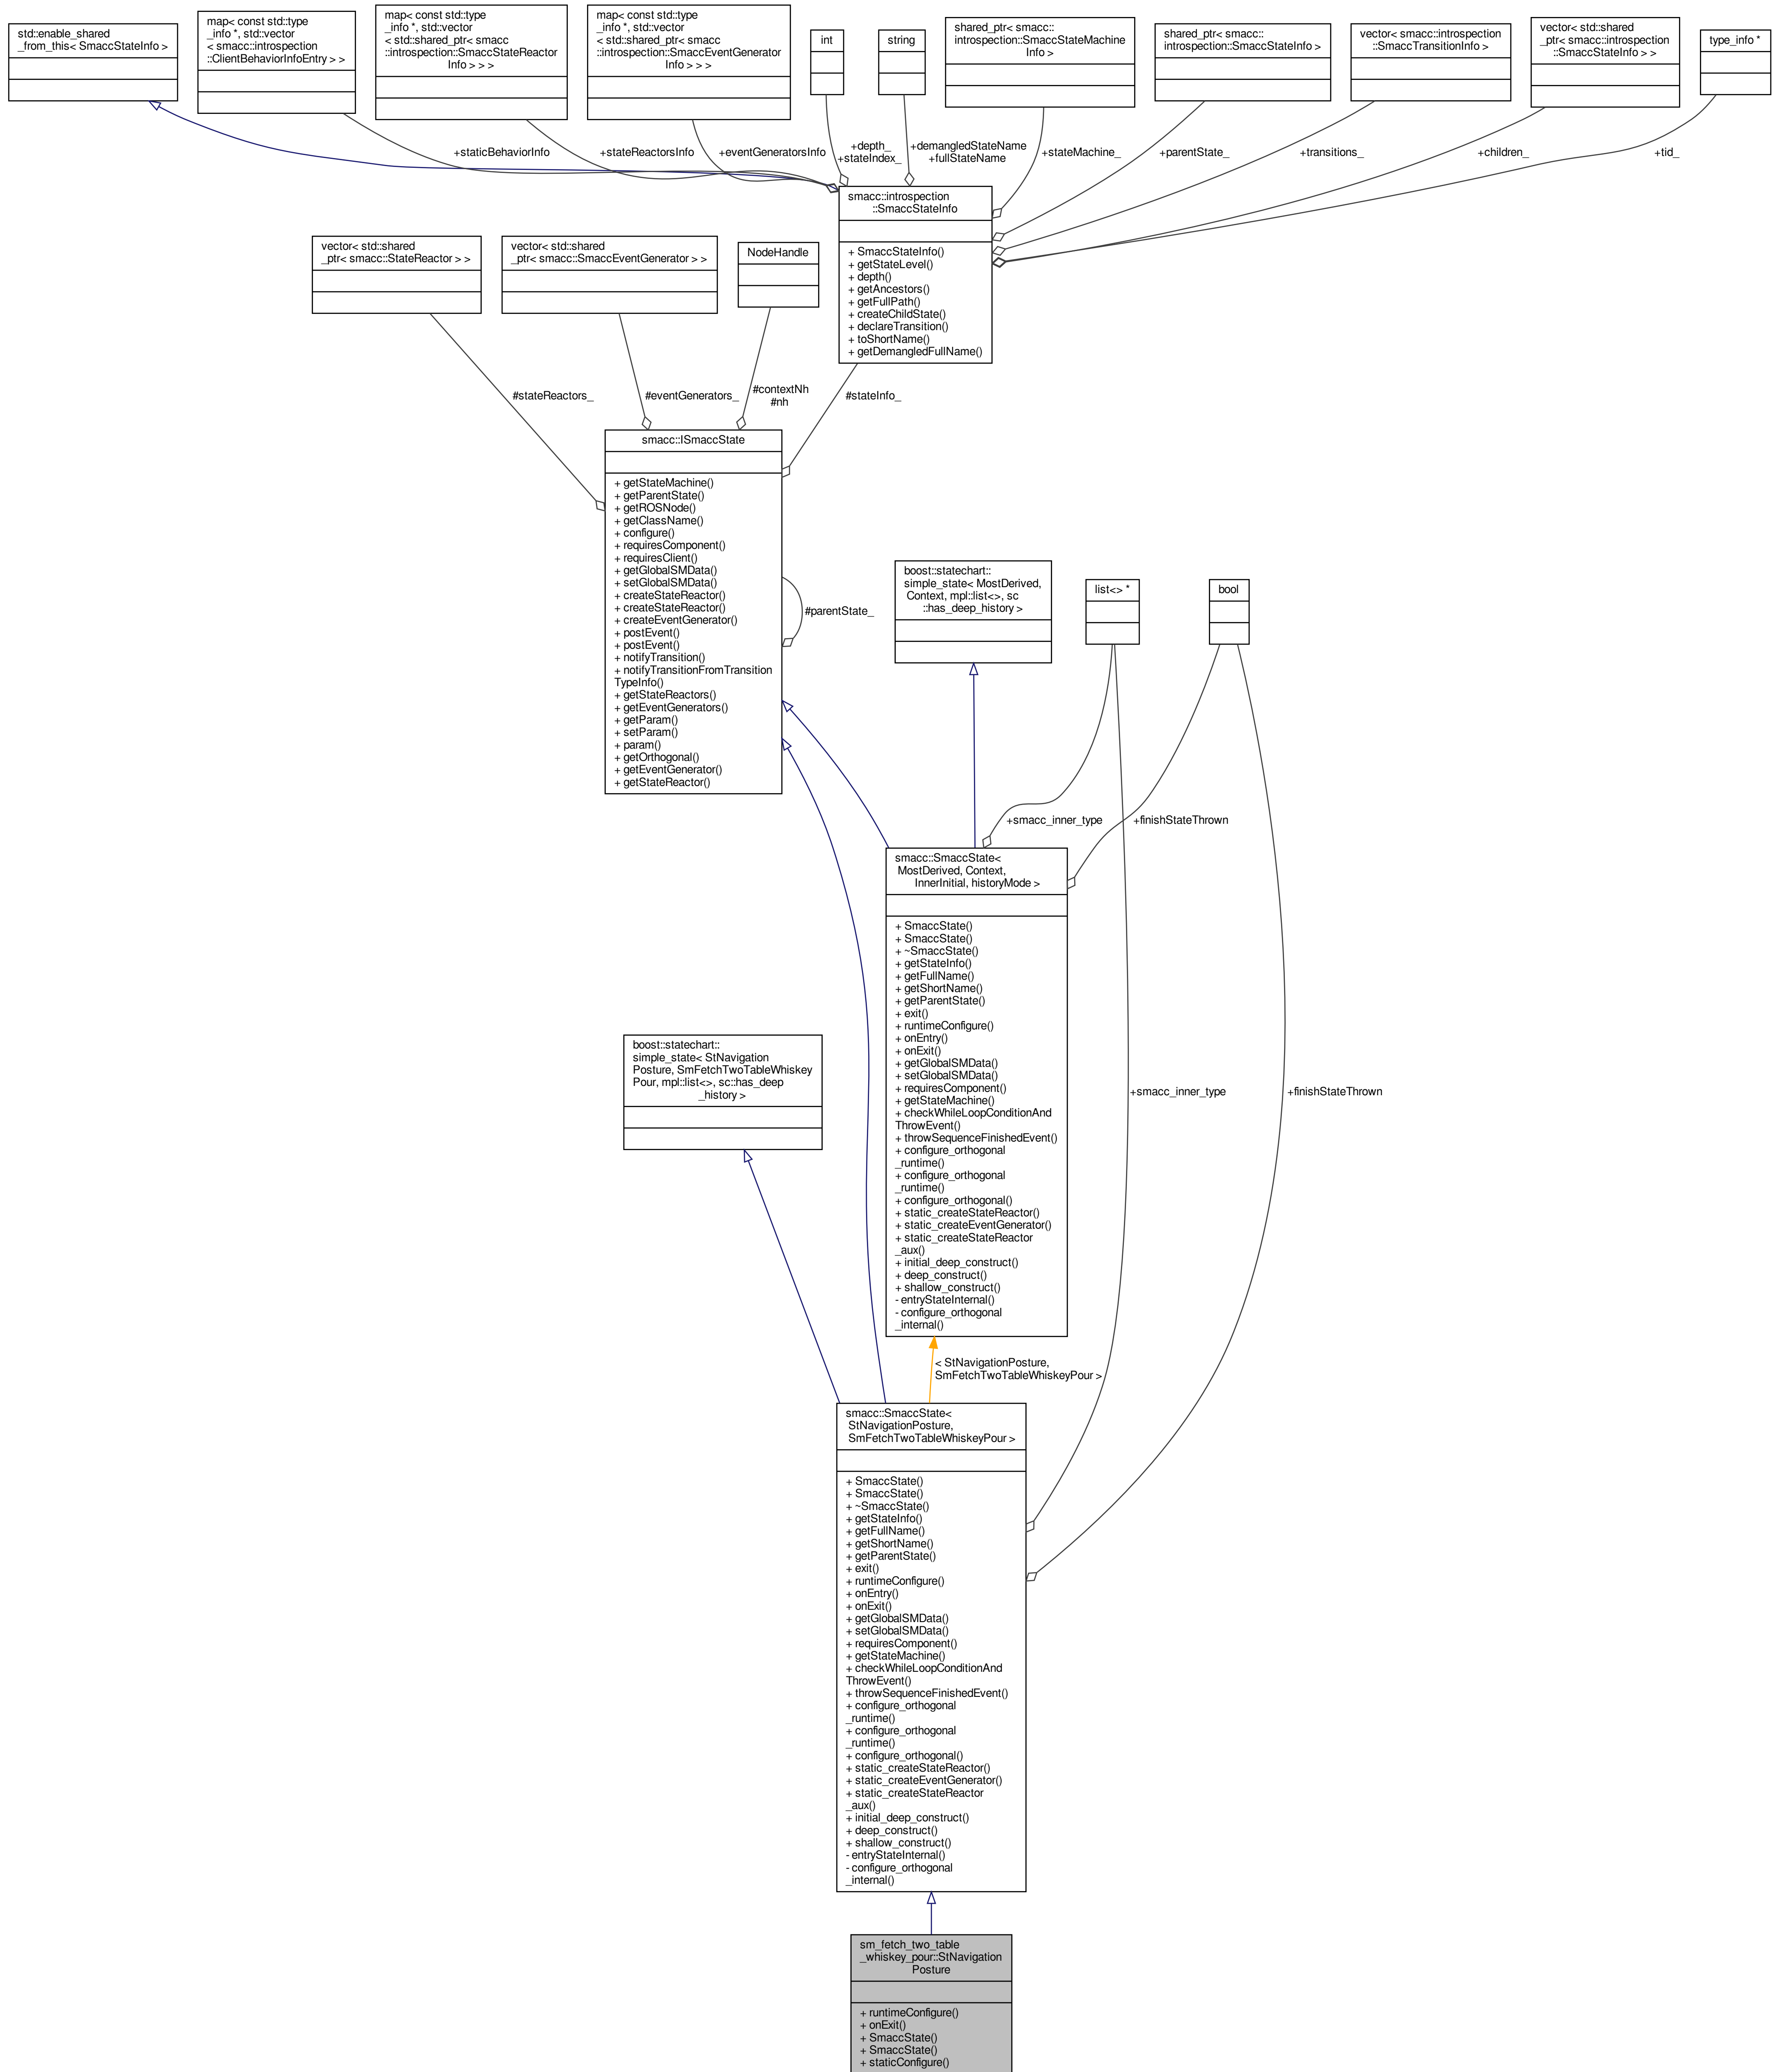 std::enable_shared
_from_this< SmaccStateInfo >
map< const std::type
_info *, std::vector
< smacc::introspection
::ClientBehaviorInfoEntry > >
map< const std::type
_info *, std::vector
< std::shared_ptr< smacc
::introspection::SmaccStateReactor
Info > > >
map< const std::type
_info *, std::vector
< std::shared_ptr< smacc
::introspection::SmaccEventGenerator
Info > > >
int
string
shared_ptr< smacc::
introspection::SmaccStateMachine
Info >
shared_ptr< smacc::
introspection::SmaccStateInfo >
vector< smacc::introspection
::SmaccTransitionInfo >
vector< std::shared
_ptr< smacc::introspection
::SmaccStateInfo > >
type_info *
+staticBehaviorInfo
+stateReactorsInfo
+eventGeneratorsInfo
+depth_
+stateIndex_
+demangledStateName
+fullStateName
+stateMachine_
+parentState_
+transitions_
+children_
+tid_
smacc::introspection
::SmaccStateInfo
+ SmaccStateInfo()
+ getStateLevel()
+ depth()
+ getAncestors()
+ getFullPath()
+ createChildState()
+ declareTransition()
+ toShortName()
+ getDemangledFullName()
vector< std::shared
_ptr< smacc::StateReactor > >
vector< std::shared
_ptr< smacc::SmaccEventGenerator > >
NodeHandle
#stateReactors_
#eventGenerators_
#contextNh
#nh
#stateInfo_
smacc::ISmaccState
+ getStateMachine()
+ getParentState()
+ getROSNode()
+ getClassName()
+ configure()
+ requiresComponent()
+ requiresClient()
+ getGlobalSMData()
+ setGlobalSMData()
+ createStateReactor()
+ createStateReactor()
+ createEventGenerator()
+ postEvent()
+ postEvent()
+ notifyTransition()
+ notifyTransitionFromTransition
TypeInfo()
+ getStateReactors()
+ getEventGenerators()
+ getParam()
+ setParam()
+ param()
+ getOrthogonal()
+ getEventGenerator()
+ getStateReactor()
#parentState_
boost::statechart::
simple_state< MostDerived,
Context, mpl::list<>, sc
::has_deep_history >
list<> *
bool
+smacc_inner_type
+finishStateThrown
smacc::SmaccState<
MostDerived, Context,
InnerInitial, historyMode >
+ SmaccState()
+ SmaccState()
+ ~SmaccState()
+ getStateInfo()
+ getFullName()
+ getShortName()
+ getParentState()
+ exit()
+ runtimeConfigure()
+ onEntry()
+ onExit()
+ getGlobalSMData()
+ setGlobalSMData()
+ requiresComponent()
+ getStateMachine()
+ checkWhileLoopConditionAnd
ThrowEvent()
+ throwSequenceFinishedEvent()
+ configure_orthogonal
_runtime()
+ configure_orthogonal
_runtime()
+ configure_orthogonal()
+ static_createStateReactor()
+ static_createEventGenerator()
+ static_createStateReactor
_aux()
+ initial_deep_construct()
+ deep_construct()
+ shallow_construct()
- entryStateInternal()
- configure_orthogonal
_internal()
boost::statechart::
simple_state< StNavigation
Posture, SmFetchTwoTableWhiskey
Pour, mpl::list<>, sc::has_deep
_history >
+smacc_inner_type
+finishStateThrown
< StNavigationPosture,
SmFetchTwoTableWhiskeyPour >
smacc::SmaccState<
StNavigationPosture,
SmFetchTwoTableWhiskeyPour >
+ SmaccState()
+ SmaccState()
+ ~SmaccState()
+ getStateInfo()
+ getFullName()
+ getShortName()
+ getParentState()
+ exit()
+ runtimeConfigure()
+ onEntry()
+ onExit()
+ getGlobalSMData()
+ setGlobalSMData()
+ requiresComponent()
+ getStateMachine()
+ checkWhileLoopConditionAnd
ThrowEvent()
+ throwSequenceFinishedEvent()
+ configure_orthogonal
_runtime()
+ configure_orthogonal
_runtime()
+ configure_orthogonal()
+ static_createStateReactor()
+ static_createEventGenerator()
+ static_createStateReactor
_aux()
+ initial_deep_construct()
+ deep_construct()
+ shallow_construct()
- entryStateInternal()
- configure_orthogonal
_internal()
sm_fetch_two_table
_whiskey_pour::StNavigation
Posture
+ runtimeConfigure()
+ onExit()
+ SmaccState()
+ SmaccState()
+ staticConfigure()